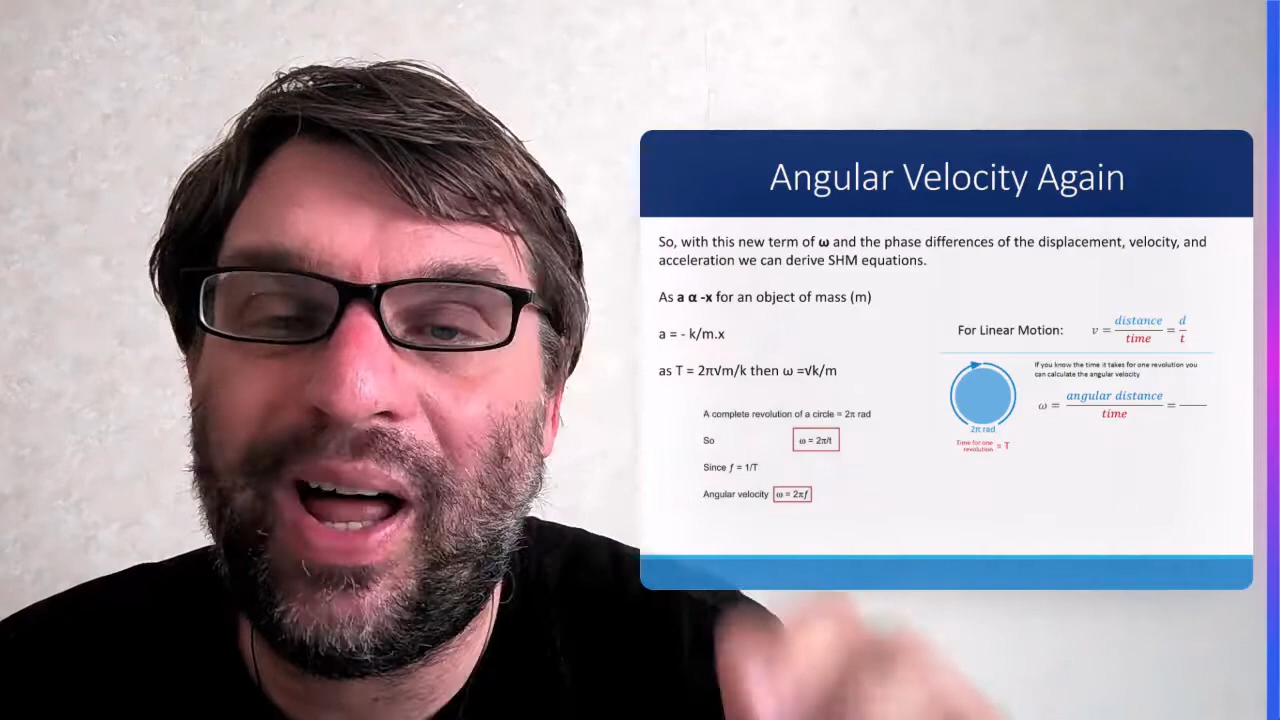 Angular Velocity Again
So, with this new term of ω and the phase differences of the displacement, velocity, and
acceleration we can derive SHM equations.
As a α -x for an object of mass (m)
a = - k/m.x
as T = 2π√m/k then ω =√k/m
A complete revolution of a circle = 2π rad
So ω = 2π/t
Since ƒ = 1/T
Angular velocity ω = 2πƒ
For Linear Motion: v = distance/time = d/t
If you know the time it takes for one revolution you
can calculate the angular velocity
ω = angular distance/time =
2π rad
Time for one
revolution = T